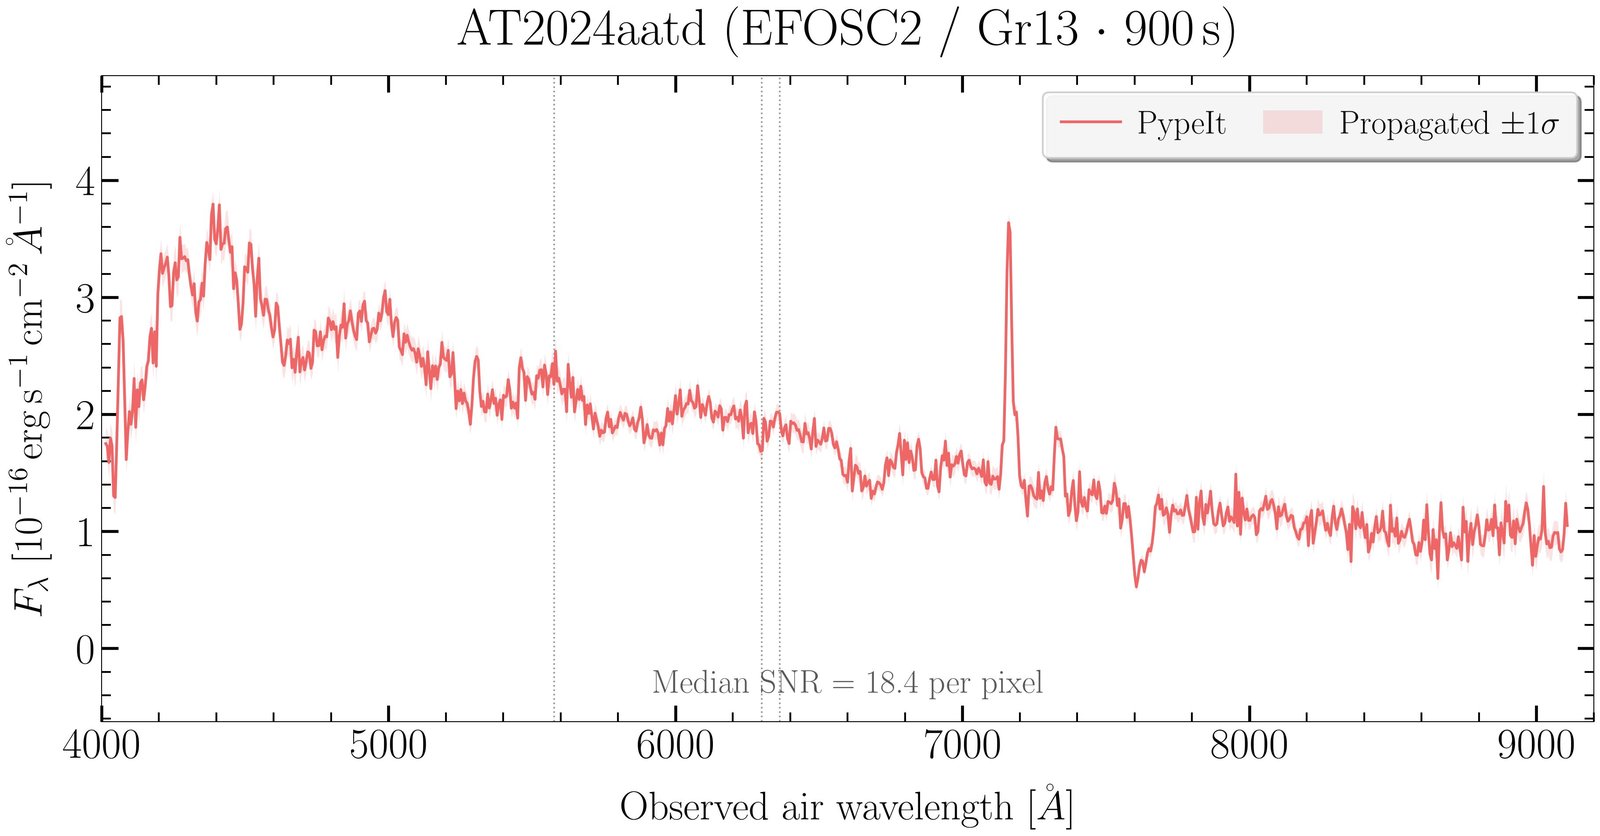 AT2024aatd (EFOSC2 / Gr13 · 900 s)
PypeIt
Propagated ±1σ
F_λ [10⁻¹⁶ erg s⁻¹ cm⁻² Å⁻¹]
4
3
2
1
0
Median SNR = 18.4 per pixel
4000 5000 6000 7000 8000 9000
Observed air wavelength [Å]